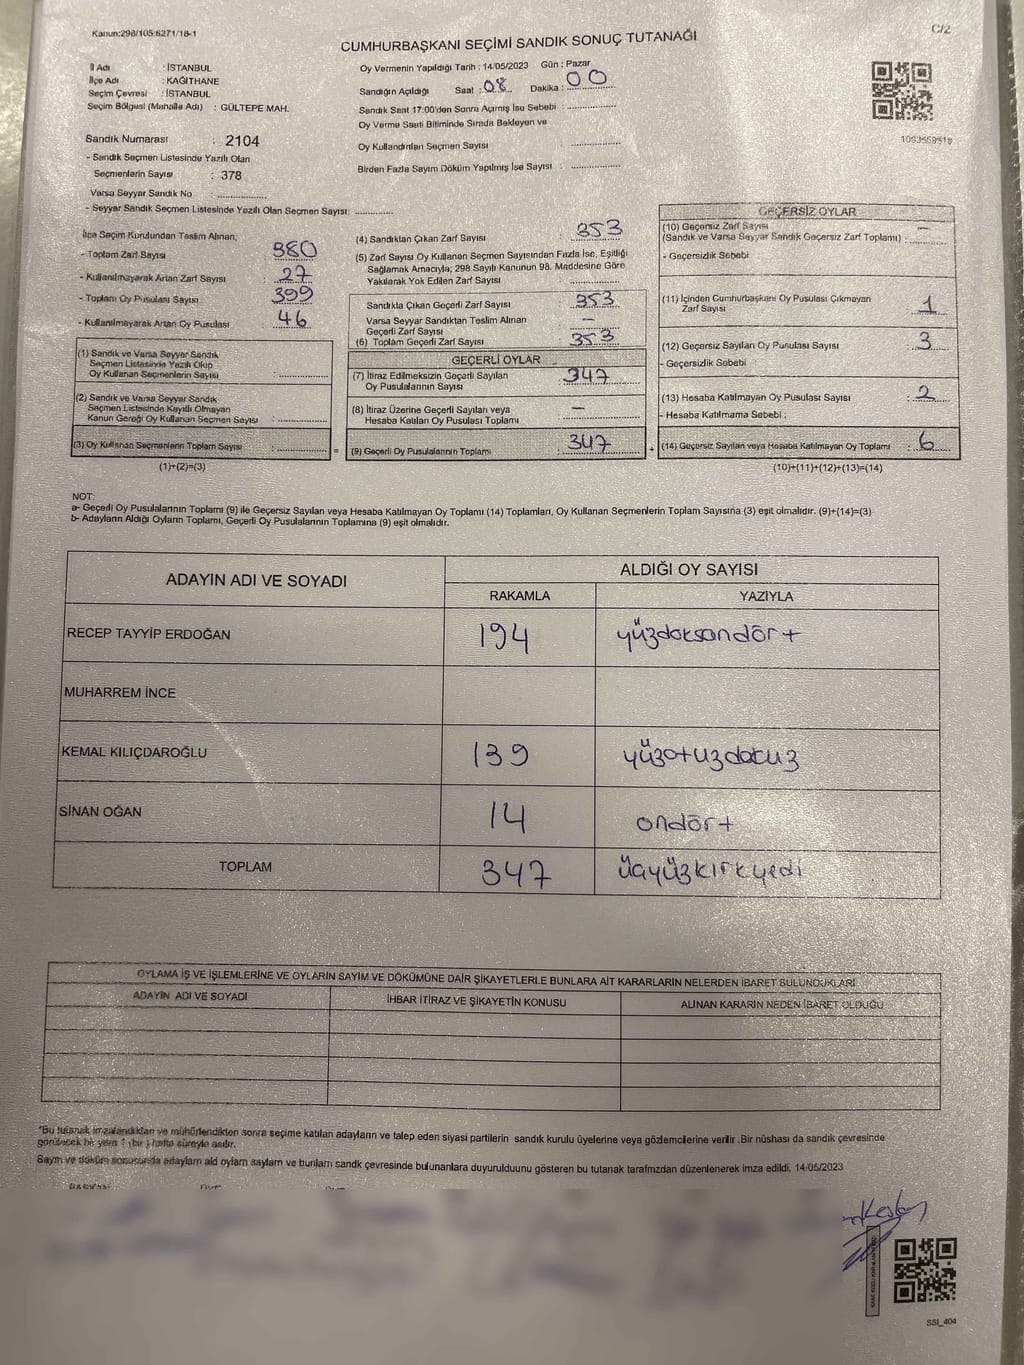 Kanun:298/105:6271/18-1
C/2
CUMHURBAŞKANI SEÇİMİ SANDIK SONUÇ TUTANAĞI
İl Adı : İSTANBUL
İlçe Adı : KAĞITHANE
Seçim Çevresi : İSTANBUL
Seçim Bölgesi (Mahalle Adı) : GÜLTEPE MAH.
Sandık Numarası : 2104
- Sandık Seçmen Listesinde Yazılı Olan
Seçmenlerin Sayısı : 378
Varsa Seyyar Sandık No : ..................
- Seyyar Sandık Seçmen Listesinde Yazılı Olan Seçmen Sayısı: .............
Oy Vermenin Yapıldığı Tarih : 14/05/2023 Gün : Pazar
Sandığın Açıldığı Saat : 08 Dakika : 00
Sandık Saat 17:00'den Sonra Açılmış İse Sebebi : ..................
Oy Verme Saati Bitiminde Sırada Bekleyen ve
Oy Kullandırılan Seçmen Sayısı ..................
Birden Fazla Sayım Döküm Yapılmış İse Sayısı : ..................
İlçe Seçim Kurulundan Teslim Alınan;
- Toplam Zarf Sayısı : 380
- Kullanılmayarak Artan Zarf Sayısı : 27
- Toplam Oy Pusulası Sayısı : 399
- Kullanılmayarak Artan Oy Pusulası : 46
(1) Sandık ve Varsa Seyyar Sandık
Seçmen Listesinde Yazılı Olup
Oy Kullanan Seçmenlerin Sayısı : ..............
(2) Sandık ve Varsa Seyyar Sandık
Seçmen Listesinde Kayıtlı Olmayan
Kanun Gereği Oy Kullanan Seçmen Sayısı : ..............
(3) Oy Kullanan Seçmenlerin Toplam Sayısı : ..............
(1)+(2)=(3)
(4) Sandıktan Çıkan Zarf Sayısı : 353
(5) Zarf Sayısı Oy Kullanan Seçmen Sayısından Fazla İse, Eşitliği
Sağlamak Amacıyla; 298 Sayılı Kanunun 98. Maddesine Göre
Yakılarak Yok Edilen Zarf Sayısı : ..............
Sandıkta Çıkan Geçerli Zarf Sayısı : 353
Varsa Seyyar Sandıktan Teslim Alınan
Geçerli Zarf Sayısı : —
(6) Toplam Geçerli Zarf Sayısı : 353
GEÇERLİ OYLAR
(7) İtiraz Edilmeksizin Geçerli Sayılan
Oy Pusulalarının Sayısı : 347
(8) İtiraz Üzerine Geçerli Sayılan veya
Hesaba Katılan Oy Pusulası Toplamı : —
= (9) Geçerli Oy Pusulalarının Toplamı : 347
GEÇERSİZ OYLAR
(10) Geçersiz Zarf Sayısı
(Sandık ve Varsa Seyyar Sandık Geçersiz Zarf Toplamı) : —
- Geçersizlik Sebebi
(11) İçinden Cumhurbaşkanı Oy Pusulası Çıkmayan
Zarf Sayısı : 1
(12) Geçersiz Sayılan Oy Pusulası Sayısı : 3
- Geçersizlik Sebebi
(13) Hesaba Katılmayan Oy Pusulası Sayısı : 2
- Hesaba Katılmama Sebebi :
+ (14) Geçersiz Sayılan veya Hesaba Katılmayan Oy Toplamı : 6
(10)+(11)+(12)+(13)=(14)
NOT:
a- Geçerli Oy Pusulalarının Toplamı (9) ile Geçersiz Sayılan veya Hesaba Katılmayan Oy Toplamı (14) Toplamları, Oy Kullanan Seçmenlerin Toplam Sayısına (3) eşit olmalıdır. (9)+(14)=(3)
b- Adayların Aldığı Oyların Toplamı, Geçerli Oy Pusulalarının Toplamına (9) eşit olmalıdır.
ADAYIN ADI VE SOYADI
ALDIĞI OY SAYISI
RAKAMLA YAZIYLA
RECEP TAYYİP ERDOĞAN 194 yüzdoksandört
MUHARREM İNCE
KEMAL KILIÇDAROĞLU 139 yüzotuzdokuz
SİNAN OĞAN 14 ondört
TOPLAM 347 üçyüzkırkyedi
OYLAMA İŞ VE İŞLEMLERİNE VE OYLARIN SAYIM VE DÖKÜMÜNE DAİR ŞİKAYETLERLE BUNLARA AİT KARARLARIN NELERDEN İBARET BULUNDUKLARI
ADAYIN ADI VE SOYADI İHBAR İTİRAZ VE ŞİKAYETİN KONUSU ALINAN KARARIN NEDEN İBARET OLDUĞU
*Bu tutanak imzalandıktan ve mühürlendikten sonra seçime katılan adayların ve talep eden siyasi partilerin sandık kurulu üyelerine veya gözlemcilerine verilir .Bir nüshası da sandık çevresinde
görülecek bir yere 1 (bir ) hafta süreyle asılır.
Saym ve döküm sonucunda adaylarn ald oylarn saylarn ve bunlarn sandk çevresinde bulunanlara duyurulduunu gösteren bu tutanak tarafmzdan düzenlenerek imza edildi. 14/05/2023
SSI_404